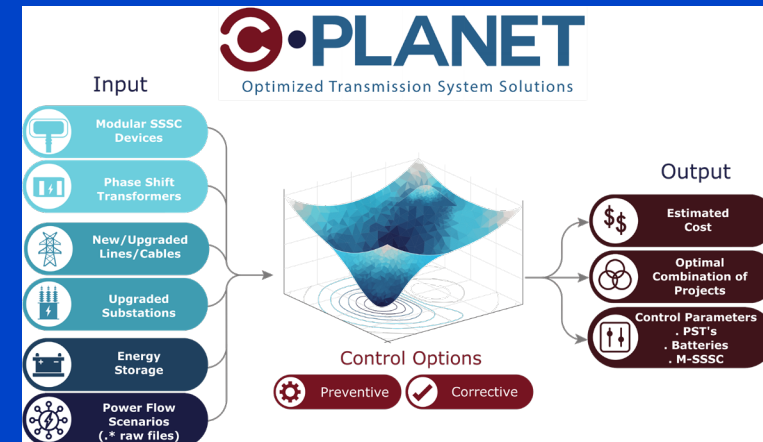 C•PLANET
Optimized Transmission System Solutions
Input
Modular SSSC
Devices
Phase Shift
Transformers
New/Upgraded
Lines/Cables
Upgraded
Substations
Energy
Storage
Power Flow
Scenarios
(.* raw files)
Control Options
Preventive
Corrective
Output
$$
Estimated
Cost
Optimal
Combination of
Projects
Control Parameters
. PST's
. Batteries
. M-SSSC